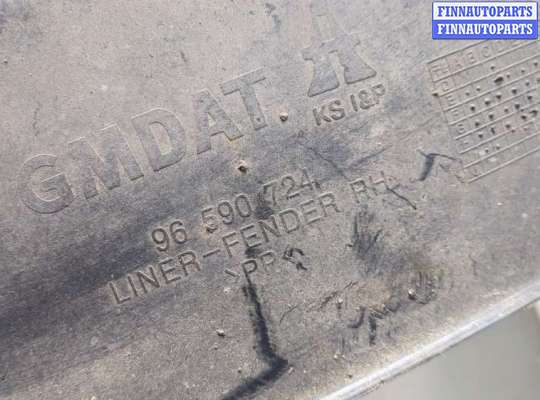 FINNAUTOPARTS
FINNAUTOPARTS
GMDAT.
KS I&P
96 590 724
LINER-FENDER RH
>PP<